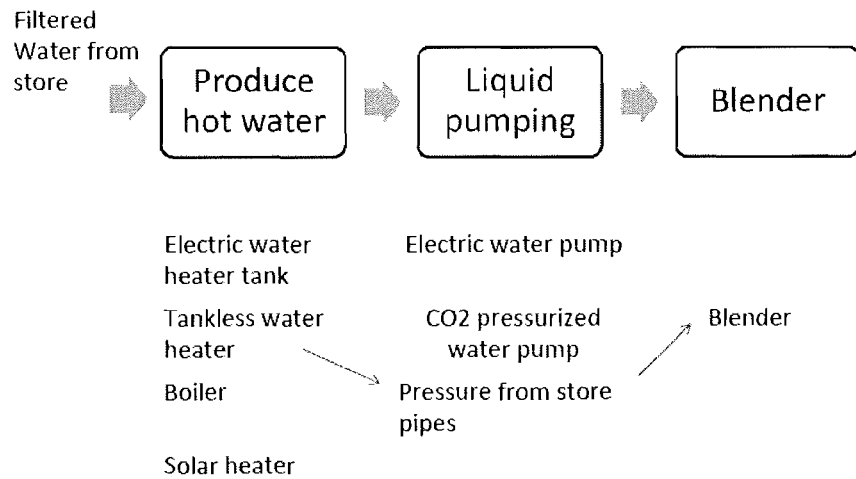 Filtered
Water from
store
Produce
hot water
Liquid
pumping
Blender
Electric water
heater tank
Electric water pump
Tankless water
heater
CO2 pressurized
water pump
Blender
Boiler
Pressure from store
pipes
Solar heater